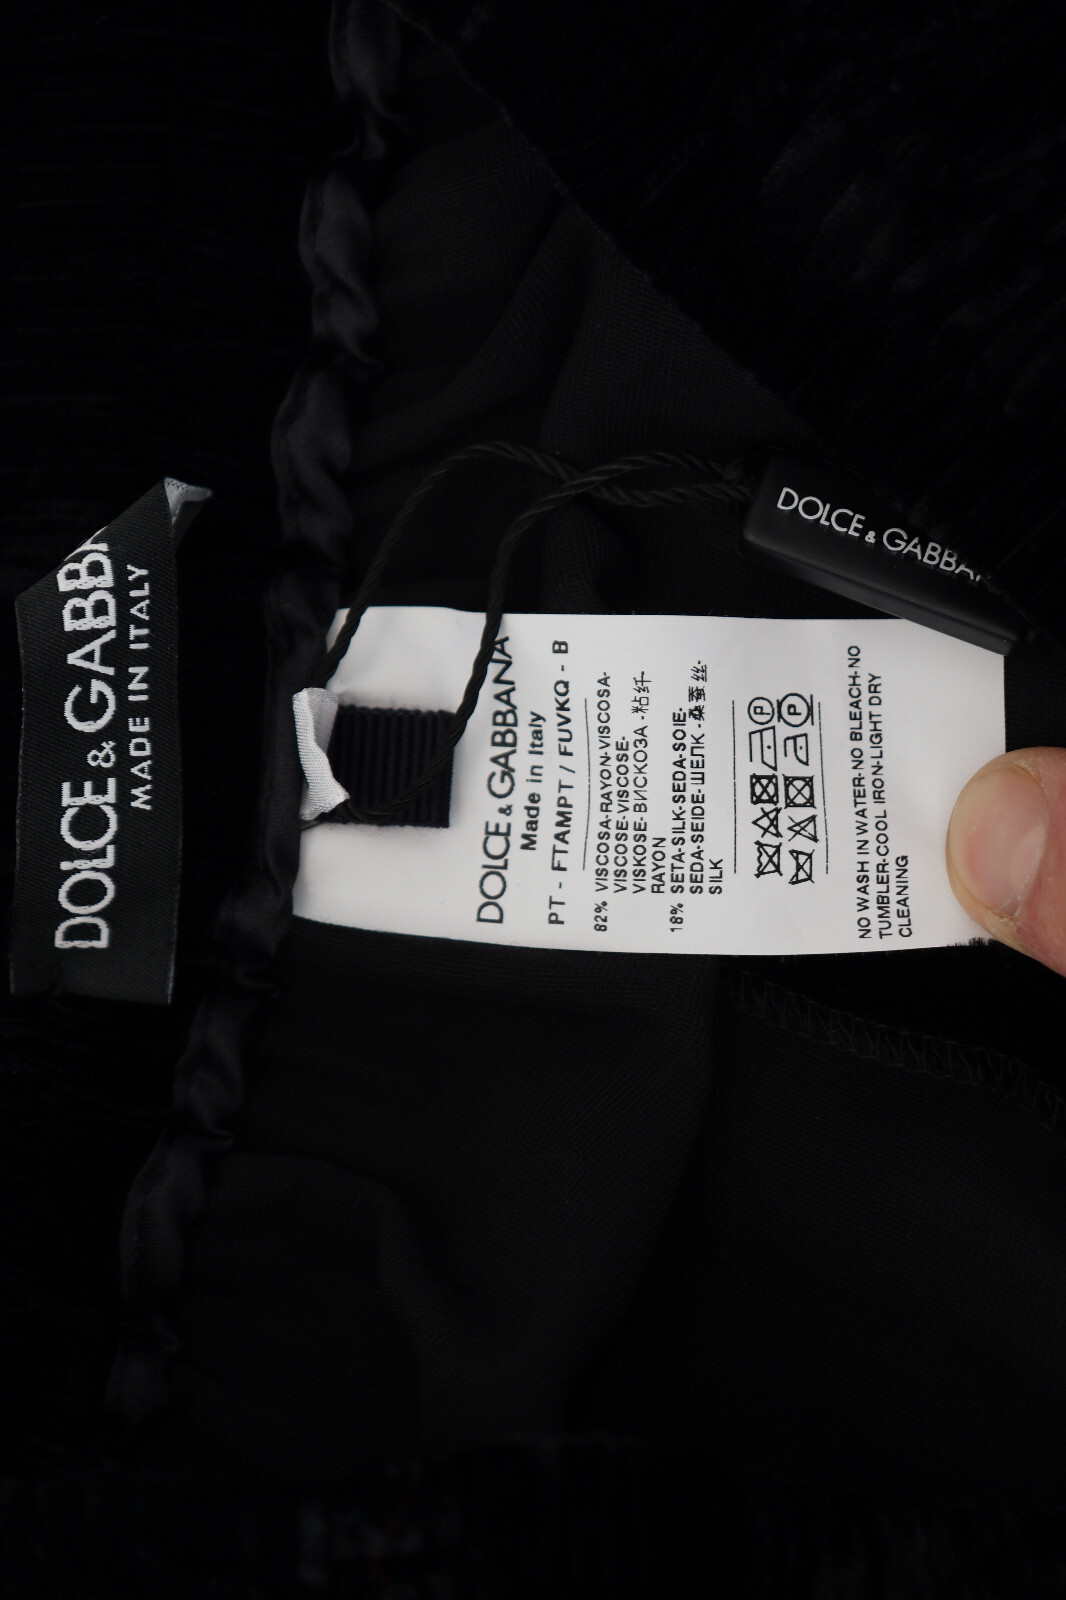 DOLCE & GABBA
MADE IN ITALY
DOLCE & GABBANA
Made in Italy
PT - FTAMPT / FUVKQ - B
82% VISCOSA-RAYON-VISCOSA-
VISCOSE-VISCOSE-
VISKOSE-ВИСКОЗА-粘纤-
RAYON
18% SETA-SILK-SEDA-SOIE-
SEDA-SEIDE-ШЕЛК-桑蚕丝-
SILK
P P
NO WASH IN WATER-NO BLEACH-NO
TUMBLER-COOL IRON-LIGHT DRY
CLEANING
DOLCE & GABBA